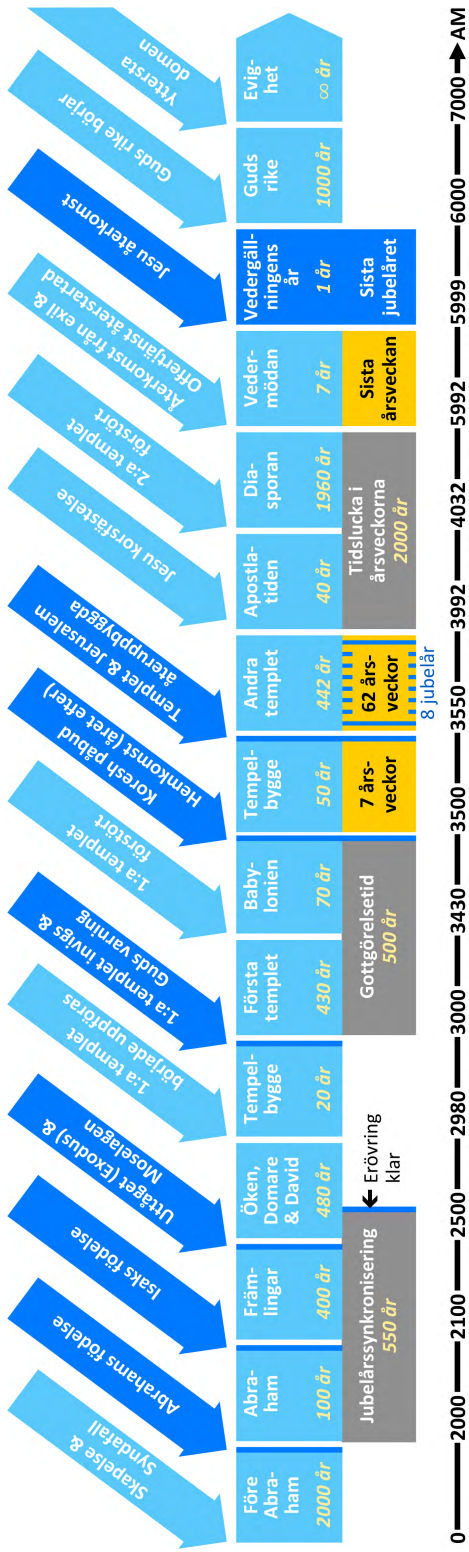 Skapelse &
Syndafall
Abrahams födelse
Isaks födelse
Uttåget (Exodus) &
Moselagen
1:a templet
började uppföras
1:a templet invigs &
Guds varning
1:a templet
förstört
Koresh påbud
Hemkomst (året efter)
Templet & Jerusalem
återuppbyggda
Jesu korsfästelse
2:a templet
förstört
Återkomst från exil &
Offertjänst återstartad
Jesu återkomst
Guds rike börjar
Yttersta
domen
Före
Abra-
ham
2000 år
Abra-
ham
100 år
Främ-
lingar
400 år
Öken,
Domare
& David
480 år
Tempel-
bygge
20 år
Första
templet
430 år
Baby-
lonien
70 år
Tempel-
bygge
50 år
Andra
templet
442 år
Apostla-
tiden
40 år
Dia-
sporan
1960 år
Veder-
mödan
7 år
Vedergäll-
ningens
år
1 år
Guds
rike
1000 år
Evig-
het
∞ år
Jubelårssynkronisering
550 år
← Erövring
klar
Gottgörelsetid
500 år
7 års-
veckor
62 års-
veckor
8 jubelår
Tidslucka i
årsveckorna
2000 år
Sista
årsveckan
Sista
jubelåret
0 2000 2100 2500 2980 3000 3430 3500 3550 3992 4032 5992 5999 6000 7000 AM